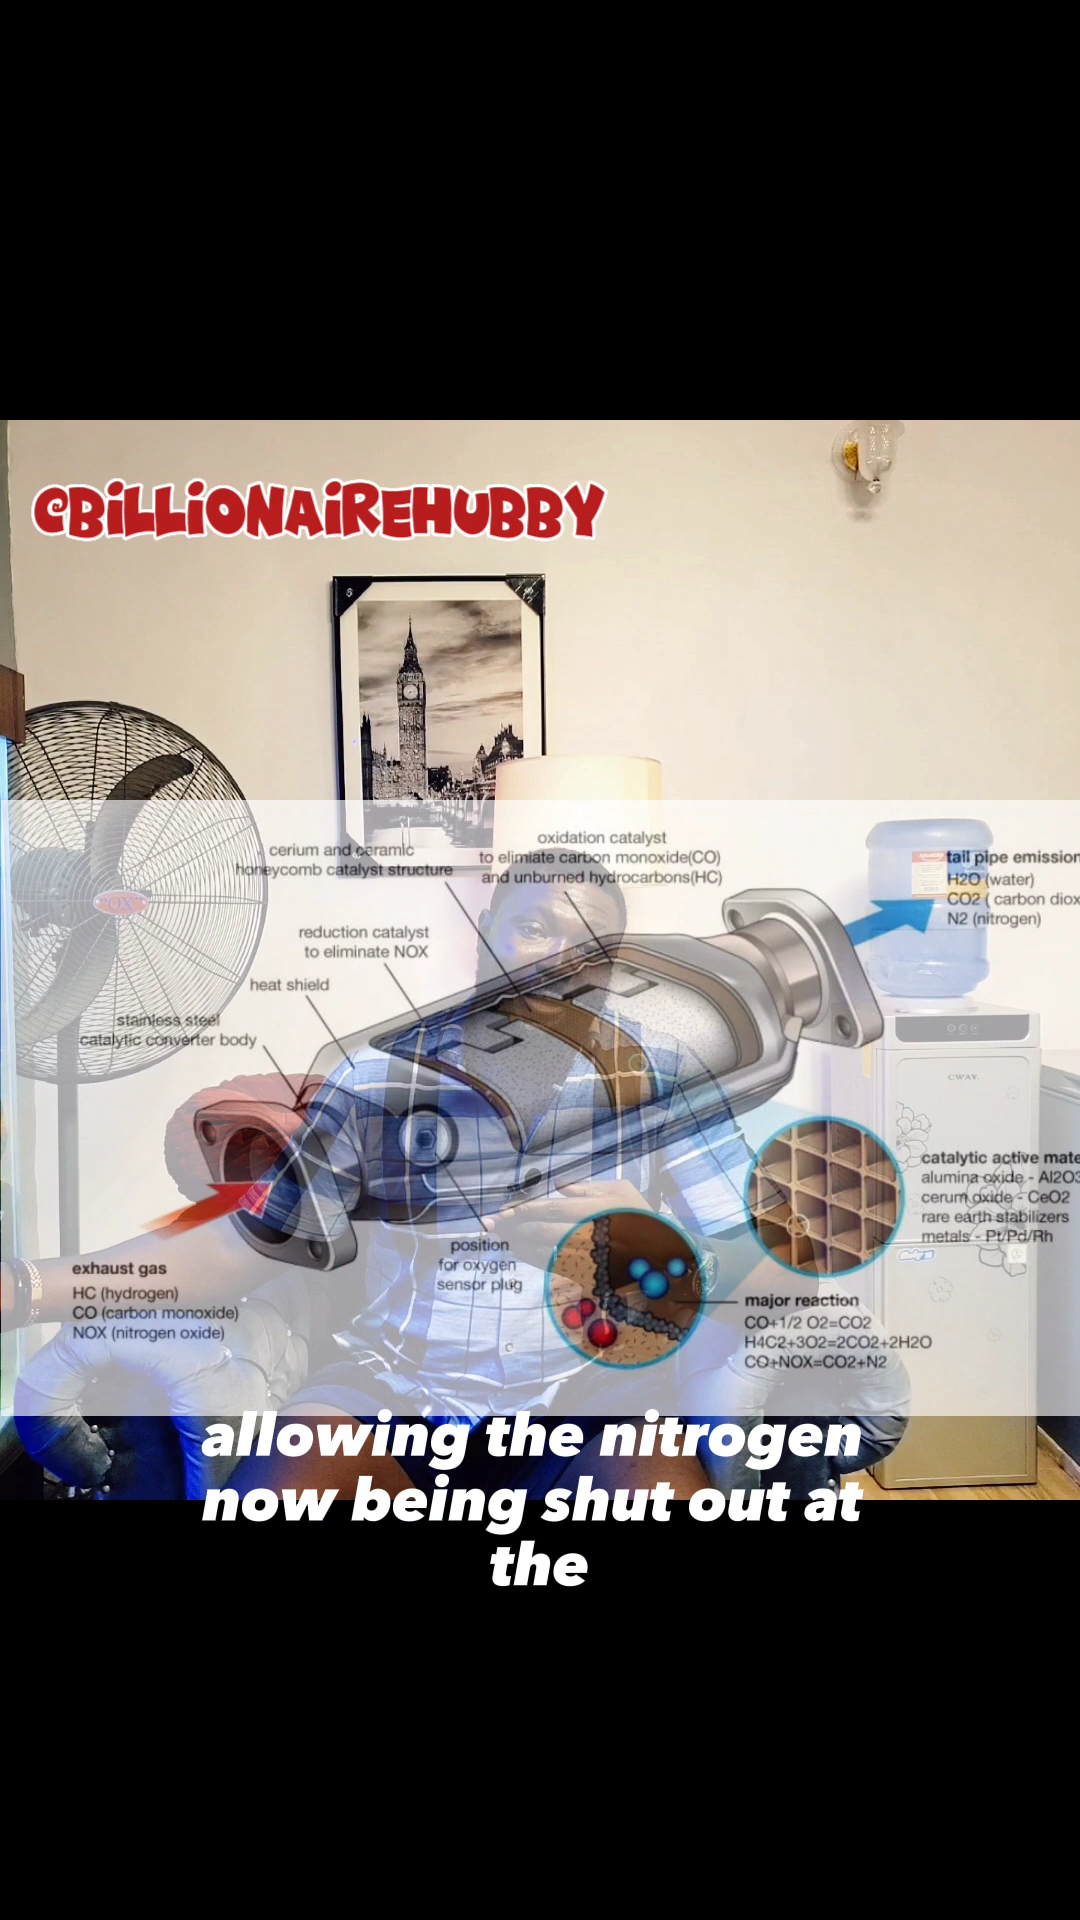 @BILLIONAIREHUBBY
OX
oxidation catalyst
to elimiate carbon monoxide(CO)
and unburned hydrocarbons(HC)
cerium and ceramic
honeycomb catalyst structure
tail pipe emission
H2O (water)
CO2 ( carbon diox
N2 (nitrogen)
reduction catalyst
to eliminate NOX
heat shield
stainless steel
catalytic converter body
CWAY.
catalytic active mate
alumina oxide - Al2O3
cerum oxide - CeO2
rare earth stabilizers
metals - Pt/Pd/Rh
position
for oxygen
sensor plug
exhaust gas
HC (hydrogen)
CO (carbon monoxide)
NOX (nitrogen oxide)
major reaction
CO+1/2 O2=CO2
H4C2+3O2=2CO2+2H2O
CO+NOX=CO2+N2
allowing the nitrogen
now being shut out at
the